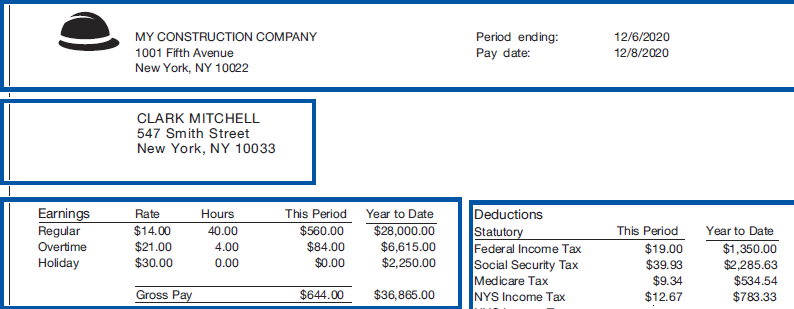 MY CONSTRUCTION COMPANY
1001 Fifth Avenue
New York, NY 10022
Period ending: 12/6/2020
Pay date: 12/8/2020
CLARK MITCHELL
547 Smith Street
New York, NY 10033
Earnings Rate Hours This Period Year to Date
Regular $14.00 40.00 $560.00 $28,000.00
Overtime $21.00 4.00 $84.00 $6,615.00
Holiday $30.00 0.00 $0.00 $2,250.00
Gross Pay $644.00 $36,865.00
Deductions
Statutory This Period Year to Date
Federal Income Tax $19.00 $1,350.00
Social Security Tax $39.93 $2,285.63
Medicare Tax $9.34 $534.54
NYS Income Tax $12.67 $783.33